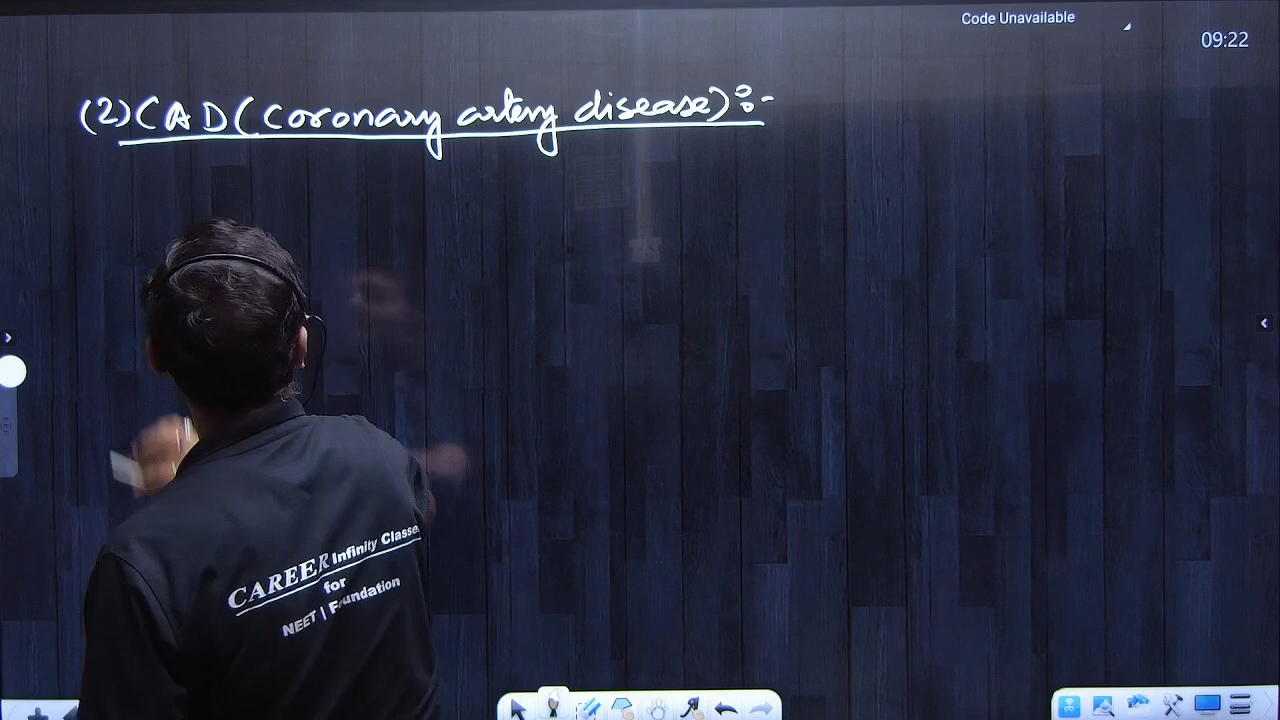 Code Unavailable
09:22
(2) CAD (Coronary artery disease) :-
CAREER Infinity Classes
for
NEET | Foundation